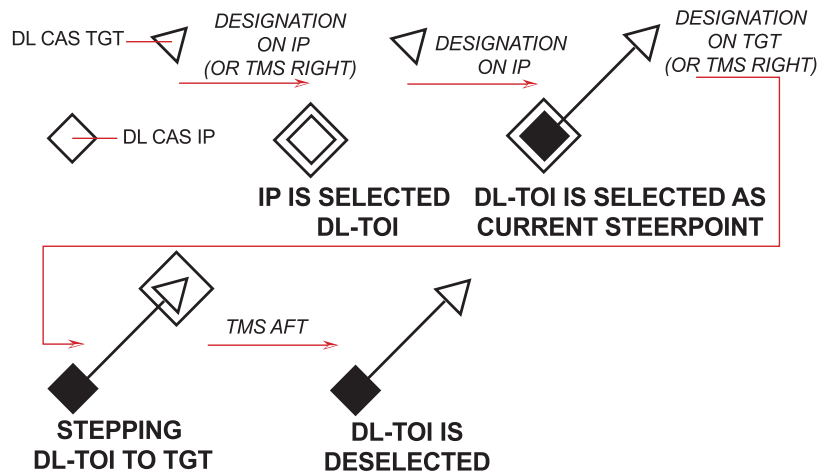 DL CAS TGT
DESIGNATION
ON IP
(OR TMS RIGHT)
DESIGNATION
ON IP
DESIGNATION
ON TGT
(OR TMS RIGHT)
DL CAS IP
IP IS SELECTED
DL-TOI
DL-TOI IS SELECTED AS
CURRENT STEERPOINT
TMS AFT
STEPPING
DL-TOI TO TGT
DL-TOI IS
DESELECTED